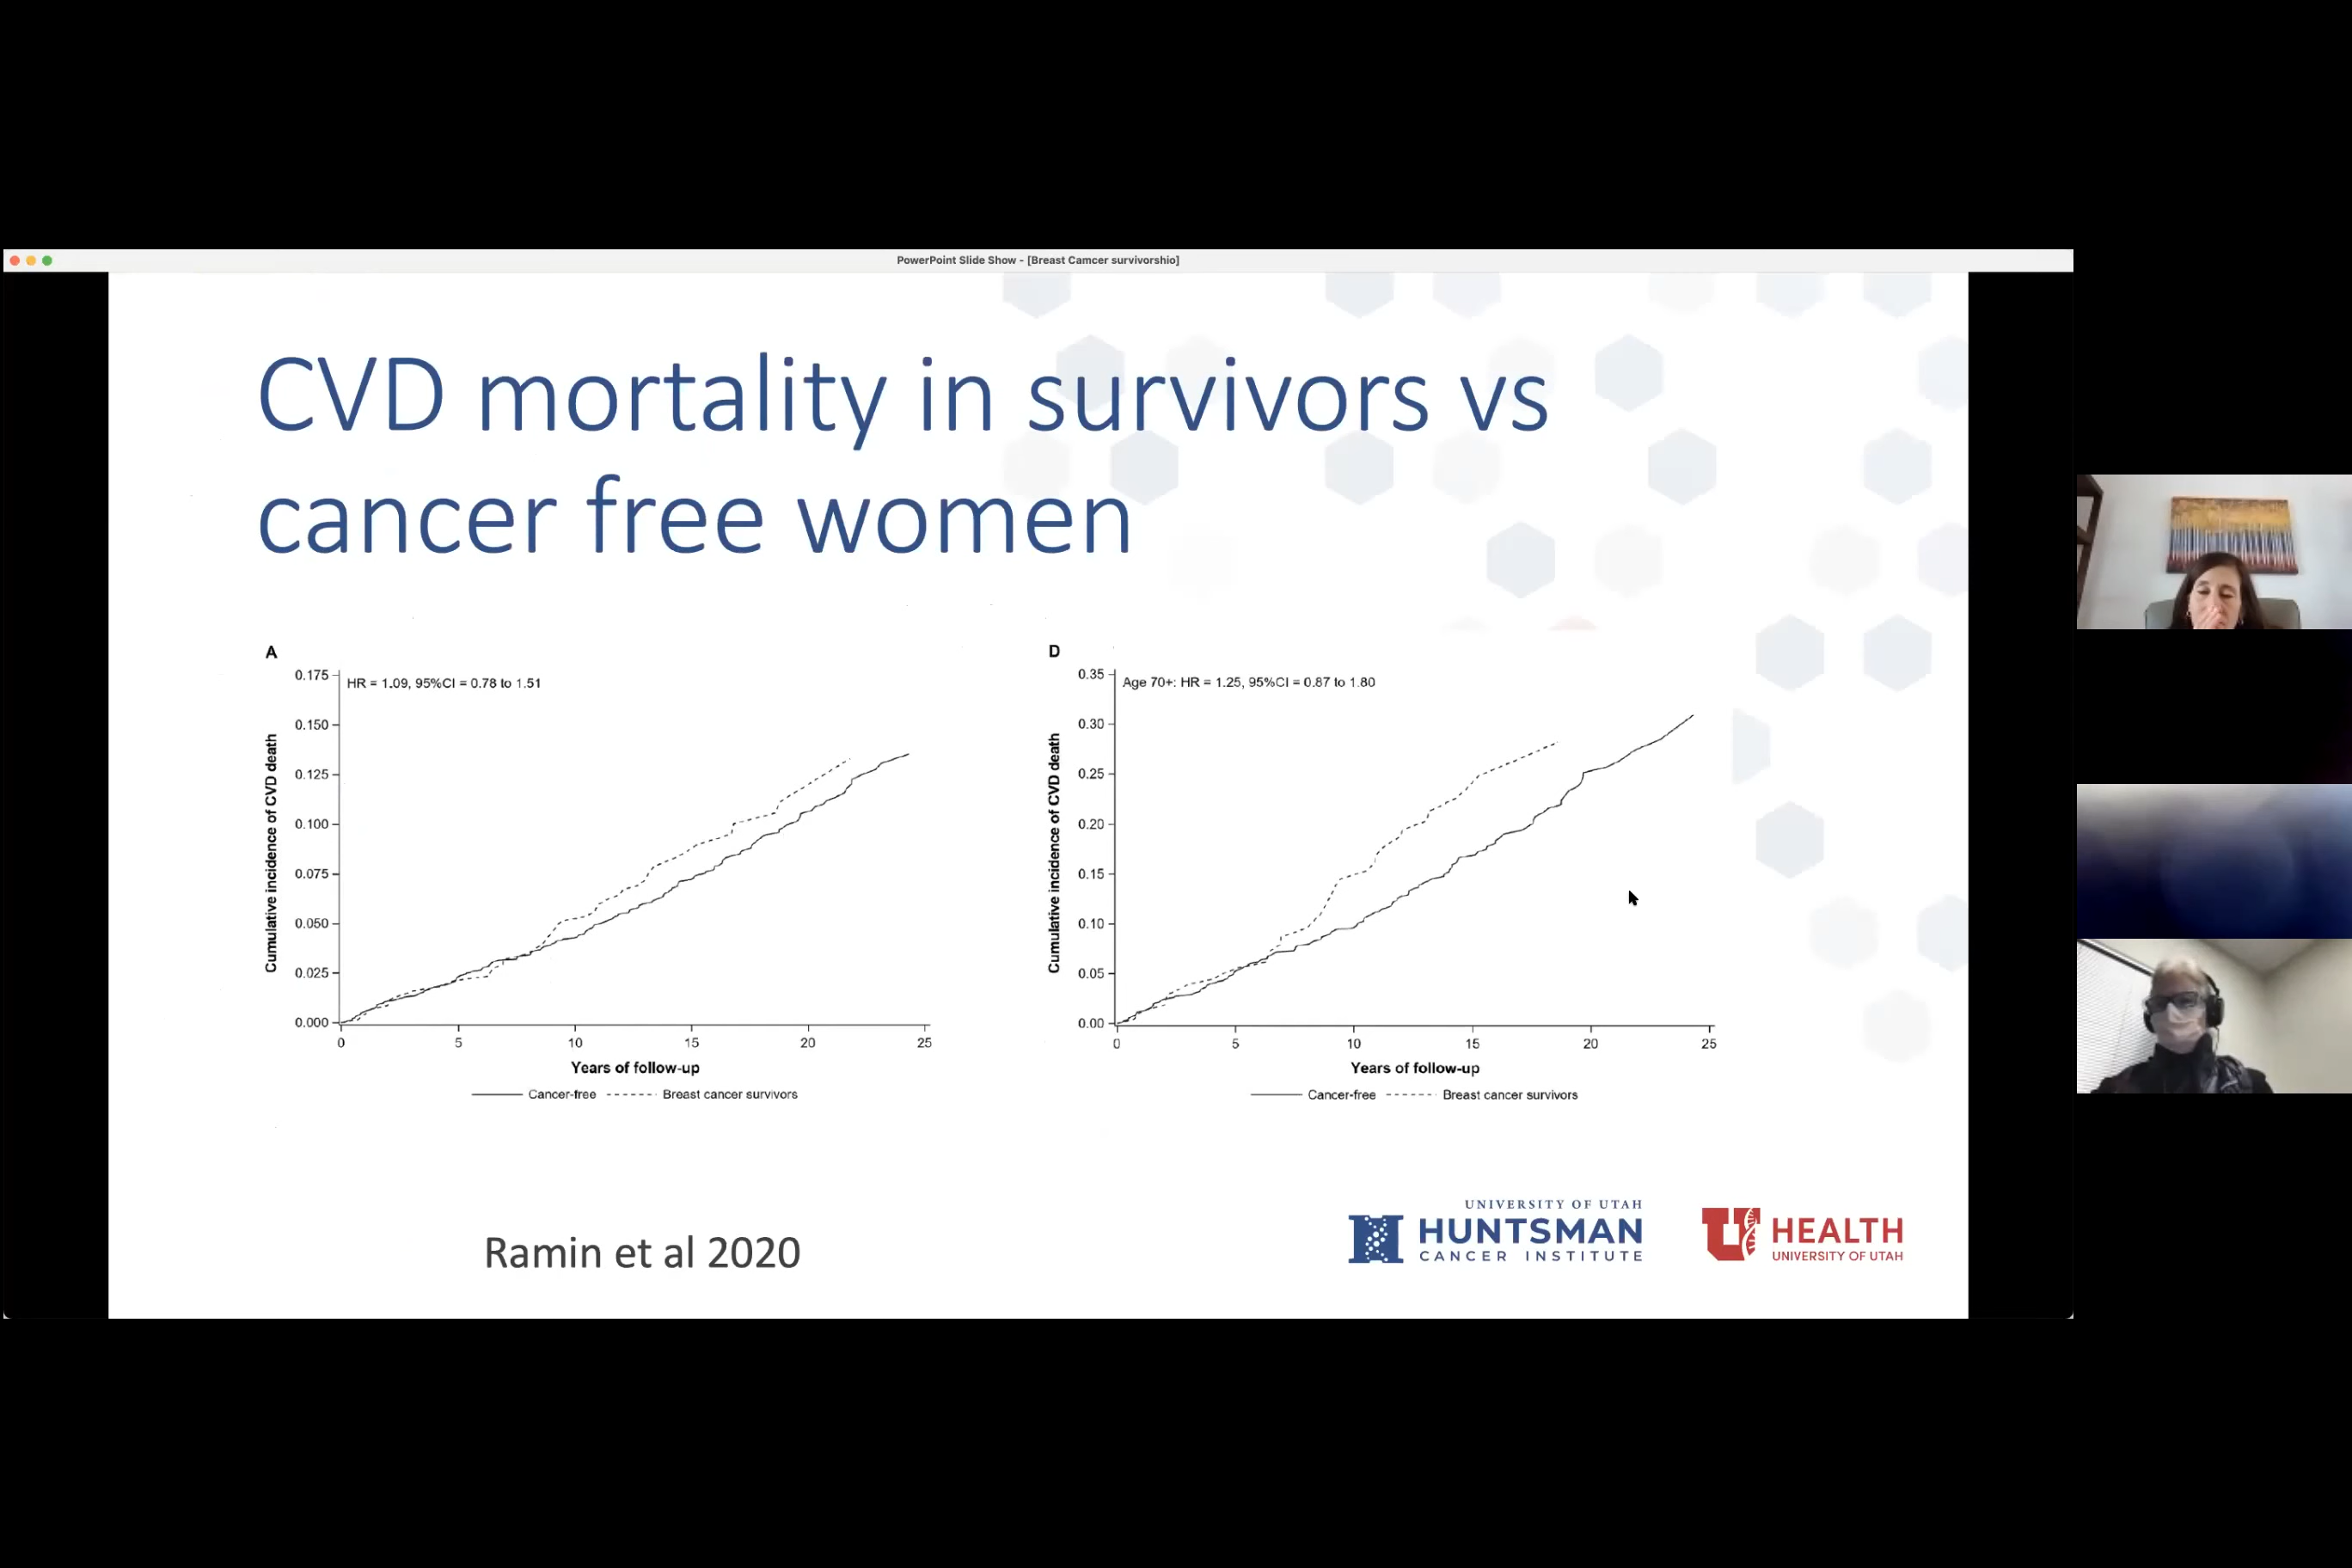 PowerPoint Slide Show - [Breast Camcer survivorshio]
CVD mortality in survivors vs
cancer free women
A
HR = 1.09, 95%CI = 0.78 to 1.51
Cumulative incidence of CVD death
0.175
0.150
0.125
0.100
0.075
0.050
0.025
0.000
0 5 10 15 20 25
Years of follow-up
Cancer-free Breast cancer survivors
D
Age 70+: HR = 1.25, 95%CI = 0.87 to 1.80
Cumulative incidence of CVD death
0.35
0.30
0.25
0.20
0.15
0.10
0.05
0.00
0 5 10 15 20 25
Years of follow-up
Cancer-free Breast cancer survivors
Ramin et al 2020
UNIVERSITY OF UTAH
HUNTSMAN
CANCER INSTITUTE
U HEALTH
UNIVERSITY OF UTAH